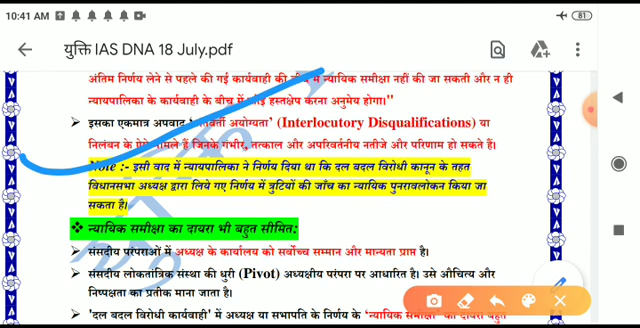 10:41 AM
81
युक्ति IAS DNA 18 July.pdf
अंतिम निर्णय लेने से पहले की गई कार्यवाही की बीच में न्यायिक समीक्षा नहीं की जा सकती और न ही
न्यायपालिका के कार्यवाही के बीच में कोई हस्तक्षेप करना अनुमेय होगा।"
इसका एकमात्र अपवाद अयोग्यता' (Interlocutory Disqualifications) या
निलंबन के ऐसे मामले हैं जिनके गंभीर, तत्काल और अपरिवर्तनीय नतीजे और परिणाम हो सकते हैं।
Note :- इसी वाद में न्यायपालिका ने निर्णय दिया था कि दल बदल विरोधी कानून के तहत
विधानसभा अध्यक्ष द्वारा लिये गए निर्णय में त्रुटियों की जाँच का न्यायिक पुनरावलोकन किया जा
सकता है।
❖ न्यायिक समीक्षा का दायरा भी बहुत सीमित:
संसदीय परंपराओं में अध्यक्ष के कार्यालय को सर्वोच्च सम्मान और मान्यता प्राप्त है।
संसदीय लोकतांत्रिक संस्था की धुरी (Pivot) अध्यक्षीय परंपरा पर आधारित है। उसे औचित्य और
निष्पक्षता का प्रतीक माना जाता है।
'दल बदल विरोधी कार्यवाही' में अध्यक्ष या सभापति के निर्णय के 'न्यायिक समीक्षा' का दायरा बहुत